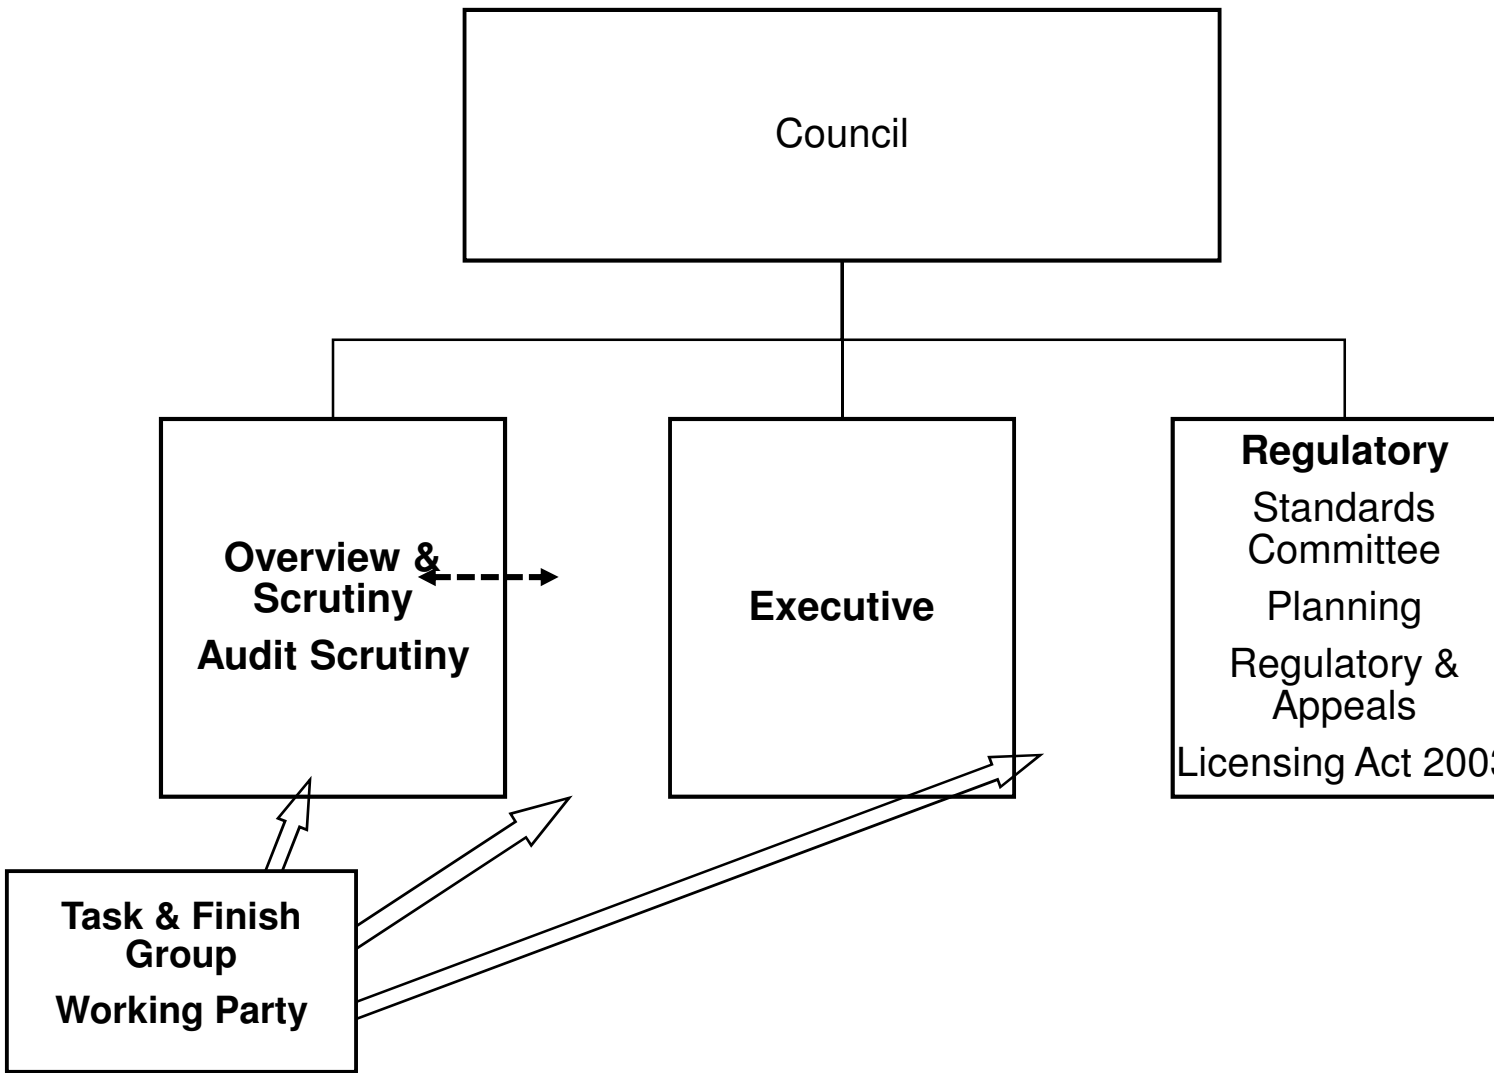 Council
Overview &
Scrutiny
Audit Scrutiny
Executive
Regulatory
Standards
Committee
Planning
Regulatory &
Appeals
Licensing Act 2003
Task & Finish
Group
Working Party